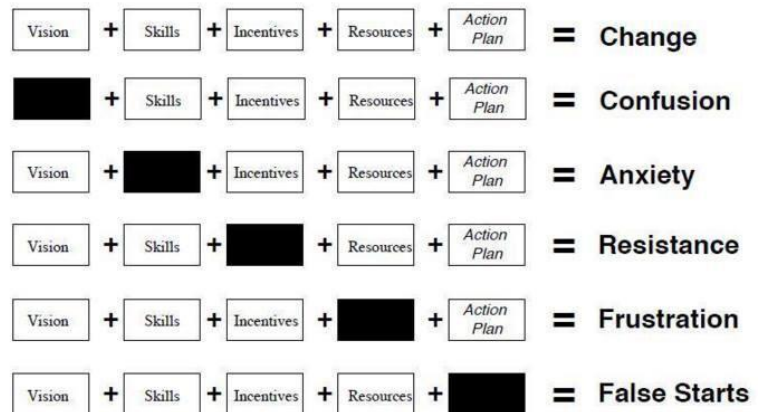 Vision + Skills + Incentives + Resources + Action Plan = Change
+ Skills + Incentives + Resources + Action Plan = Confusion
Vision + + Incentives + Resources + Action Plan = Anxiety
Vision + Skills + + Resources + Action Plan = Resistance
Vision + Skills + Incentives + + Action Plan = Frustration
Vision + Skills + Incentives + Resources + = False Starts